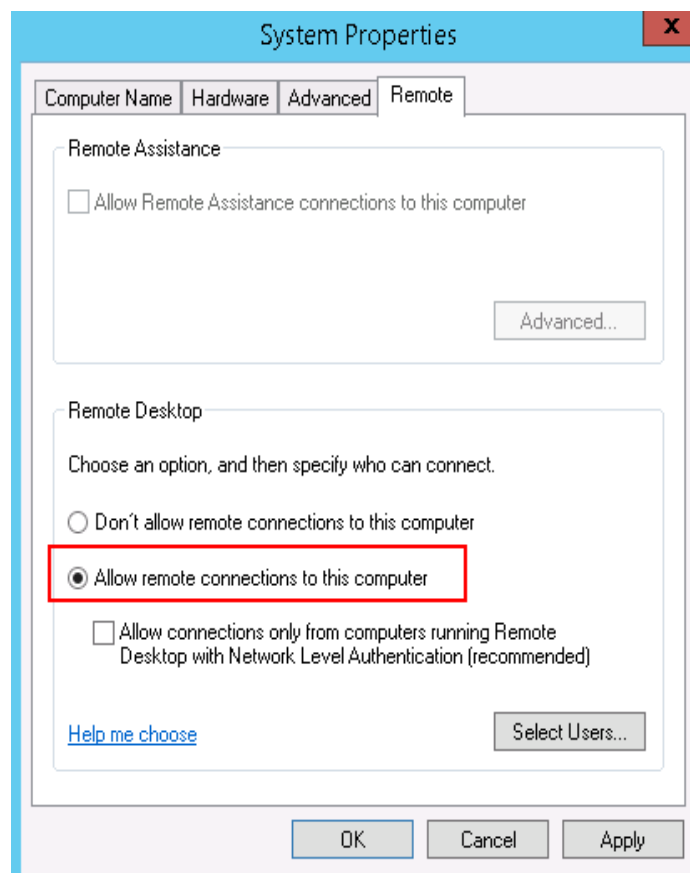 System Properties
x
Computer Name
Hardware
Advanced
Remote
Remote Assistance
Allow Remote Assistance connections to this computer
Advanced...
Remote Desktop
Choose an option, and then specify who can connect.
Don´t allow remote connections to this computer
Allow remote connections to this computer
Allow connections only from computers running Remote
Desktop with Network Level Authentication (recommended)
Help me choose
Select Users...
OK
Cancel
Apply